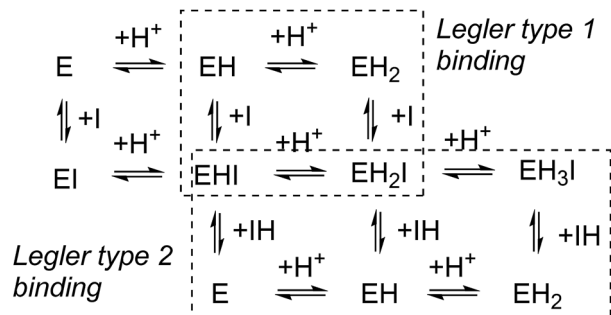 Legler type 1
binding
+H⁺ +H⁺
E EH EH₂
+I +I +I
+H⁺ +H⁺ +H⁺
EI EHI EH₂I EH₃I
+IH +IH +IH
Legler type 2
binding
+H⁺ +H⁺
E EH EH₂